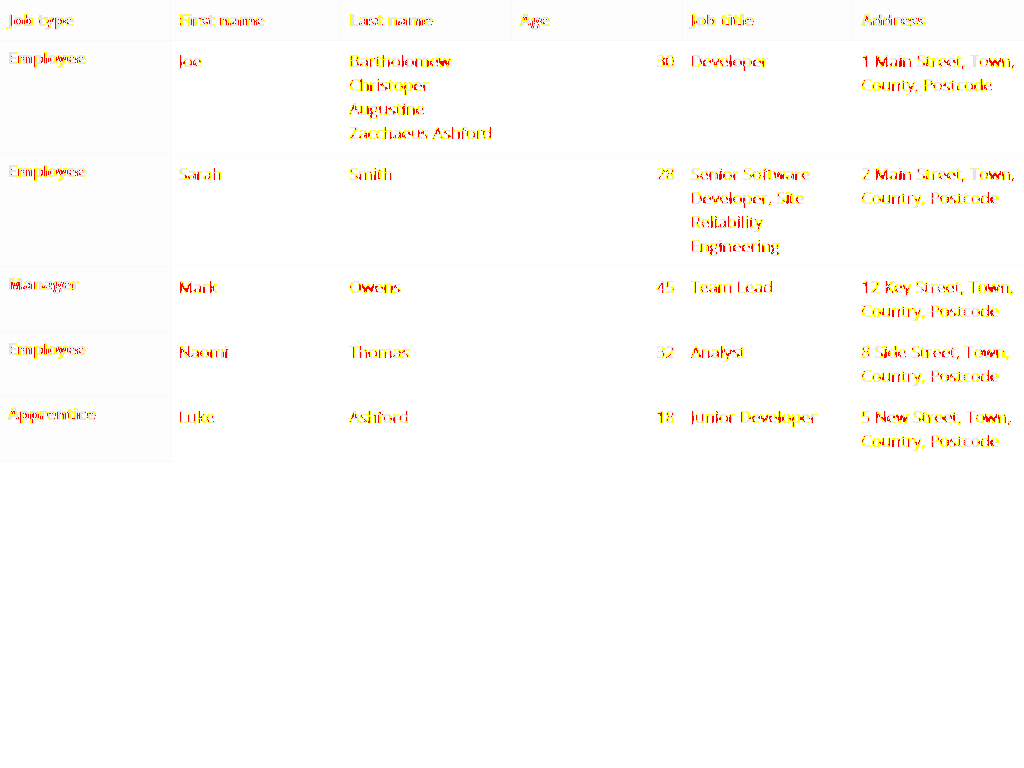 Job type First name Last name Age Job title Address
Employee Joe Bartholomew 30 Developer 1 Main Street, Town,
Christoper County, Postcode
Augustine
Zacchaeus Ashford
Employee Sarah Smith 28 Senior Software 2 Main Street, Town,
Developer, Site Country, Postcode
Reliability
Engineering
Manager Mark Owens 45 Team Lead 12 Key Street, Town,
Country, Postcode
Employee Naomi Thomas 32 Analyst 8 Side Street, Town,
Country, Postcode
Apprentice Luke Ashford 18 Junior Developer 5 New Street, Town,
Country, Postcode